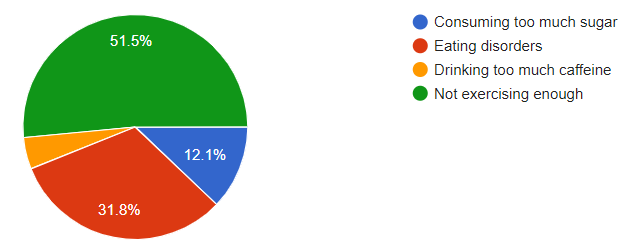 51.5%
12.1%
31.8%
Consuming too much sugar
Eating disorders
Drinking too much caffeine
Not exercising enough